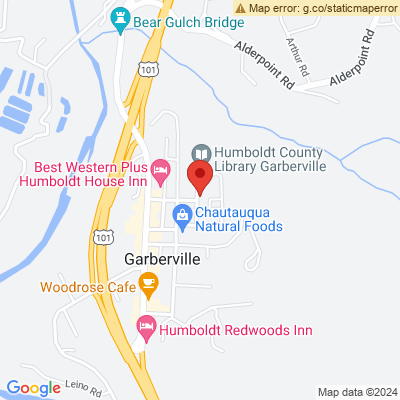 Map error: g.co/staticmaperror
Bear Gulch Bridge
Alderpoint Rd
Arthur Rd
Alderpoint Rd
101
Humboldt County
Library Garberville
Best Western Plus
Humboldt House Inn
Chautauqua
Natural Foods
101
Garberville
Woodrose Cafe
Humboldt Redwoods Inn
101
Leino Rd
Google
Map data ©2024